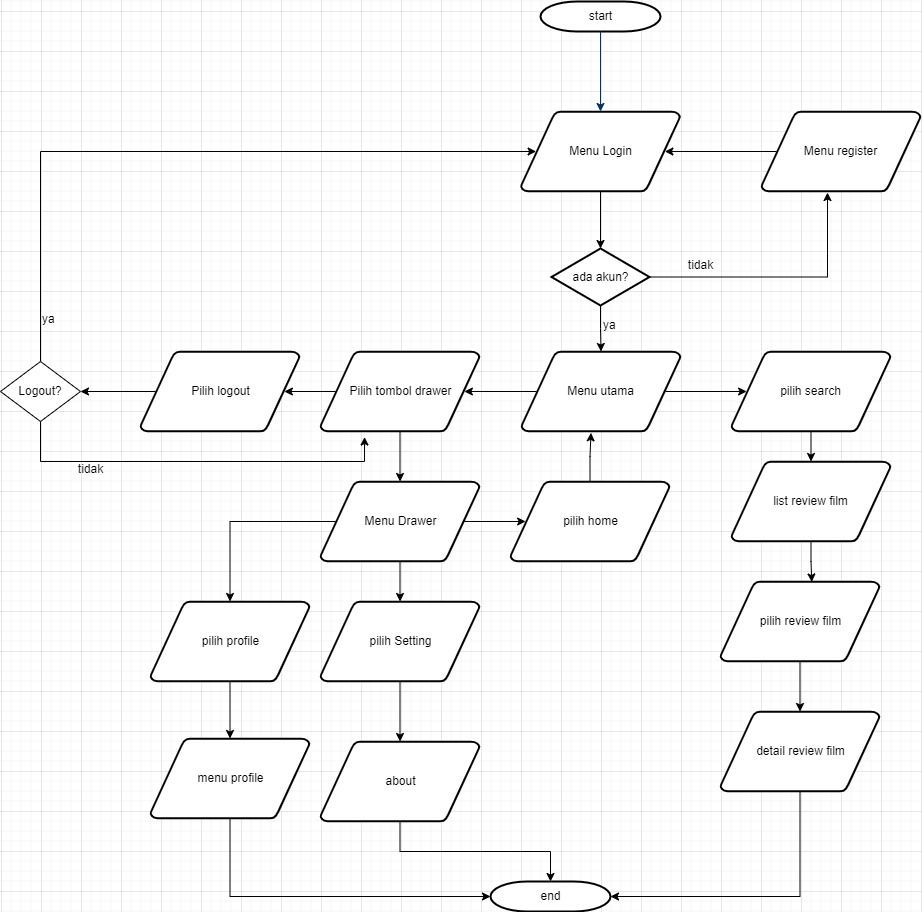 start
Menu Login
Menu register
ada akun?
tidak
ya
ya
Logout?
Pilih logout
Pilih tombol drawer
Menu utama
pilih search
tidak
Menu Drawer
pilih home
list review film
pilih profile
pilih Setting
pilih review film
menu profile
about
detail review film
end